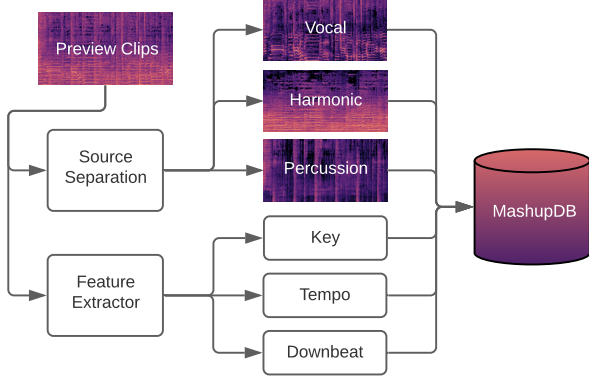 Preview Clips
Source
Separation
Feature
Extractor
Vocal
Harmonic
Percussion
Key
Tempo
Downbeat
MashupDB